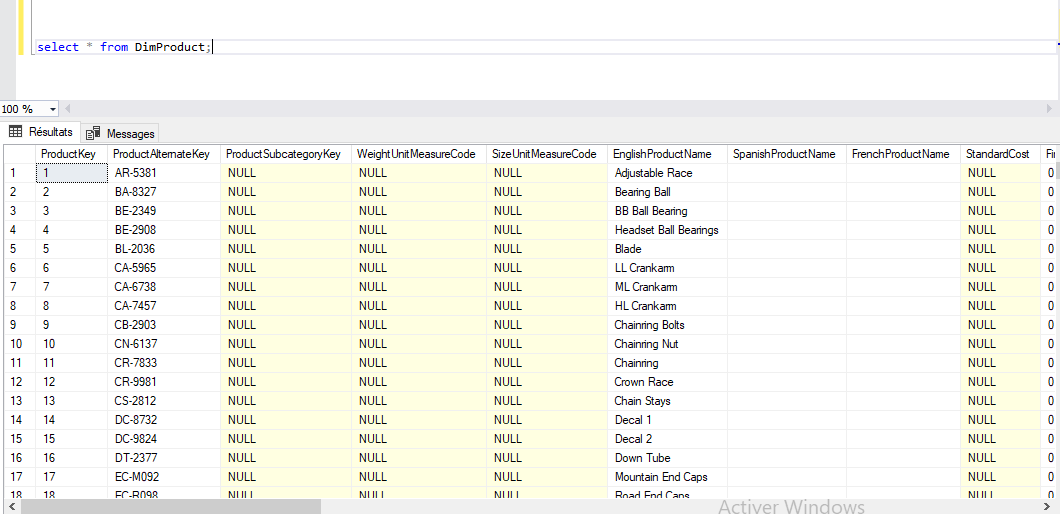 select * from DimProduct;
100 %
Résultats Messages
ProductKey ProductAlternateKey ProductSubcategoryKey WeightUnitMeasureCode SizeUnitMeasureCode EnglishProductName SpanishProductName FrenchProductName StandardCost Fi
1 1 AR-5381 NULL NULL NULL Adjustable Race NULL 0
2 2 BA-8327 NULL NULL NULL Bearing Ball NULL 0
3 3 BE-2349 NULL NULL NULL BB Ball Bearing NULL 0
4 4 BE-2908 NULL NULL NULL Headset Ball Bearings NULL 0
5 5 BL-2036 NULL NULL NULL Blade NULL 0
6 6 CA-5965 NULL NULL NULL LL Crankarm NULL 0
7 7 CA-6738 NULL NULL NULL ML Crankarm NULL 0
8 8 CA-7457 NULL NULL NULL HL Crankarm NULL 0
9 9 CB-2903 NULL NULL NULL Chainring Bolts NULL 0
10 10 CN-6137 NULL NULL NULL Chainring Nut NULL 0
11 11 CR-7833 NULL NULL NULL Chainring NULL 0
12 12 CR-9981 NULL NULL NULL Crown Race NULL 0
13 13 CS-2812 NULL NULL NULL Chain Stays NULL 0
14 14 DC-8732 NULL NULL NULL Decal 1 NULL 0
15 15 DC-9824 NULL NULL NULL Decal 2 NULL 0
16 16 DT-2377 NULL NULL NULL Down Tube NULL 0
17 17 EC-M092 NULL NULL NULL Mountain End Caps NULL 0
18 18 EC-R098 NULL NULL NULL Road End Caps NULL 0
Activer Windows